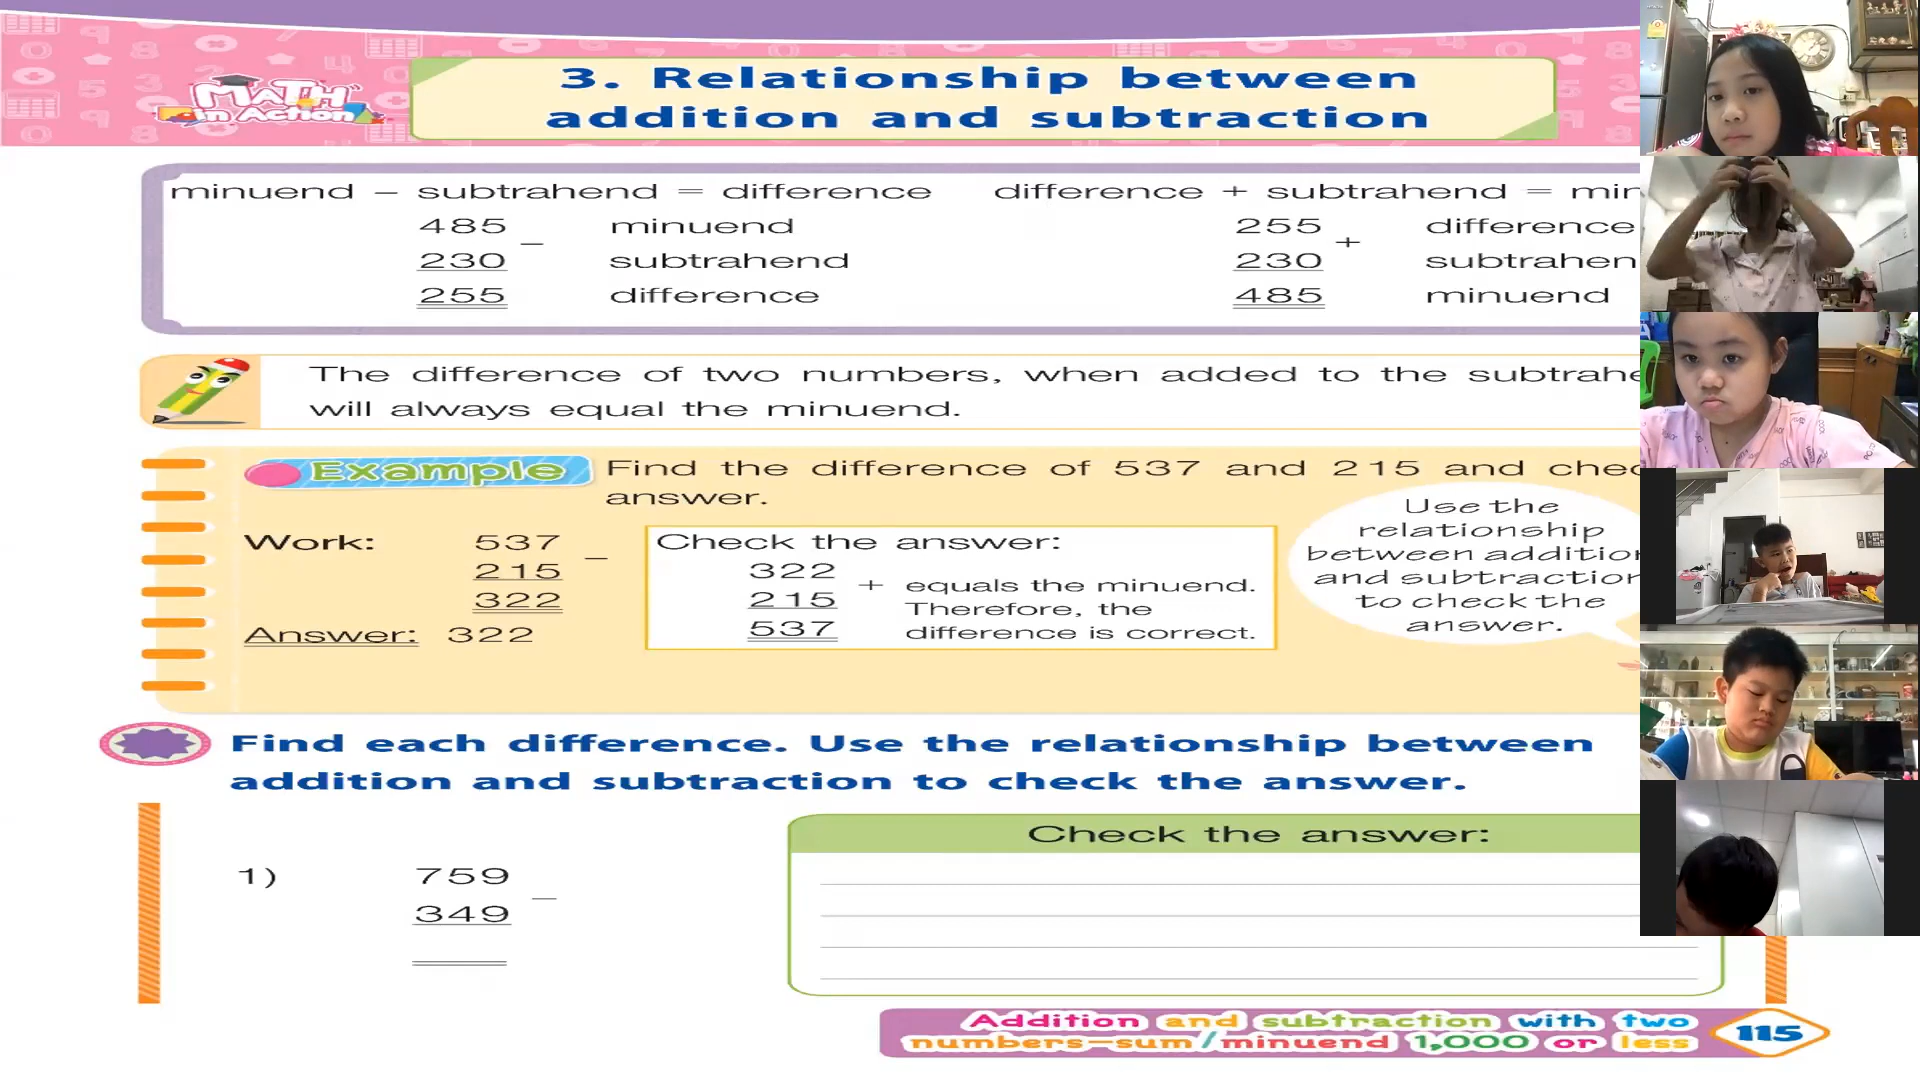 MATH
in Action
3. Relationship between
addition and subtraction
minuend − subtrahend = difference difference + subtrahend =
485 − minuend 255 + difference
230 subtrahend 230
255 difference 485 minuend
The difference of two numbers, when added to the
will always equal the minuend.
Example Find the difference of 537 and 215 and
answer.
Work: 537 −
215
322
Answer: 322
Check the answer:
322 + equals the minuend.
215 Therefore, the
537 difference is correct.
Use the
relationship
between
and
to check the
answer.
Find each difference. Use the relationship between
addition and subtraction to check the answer.
Check the answer:
1) 759 −
349
Addition and subtraction with two
numbers—sum/minuend 1,000 or less
115